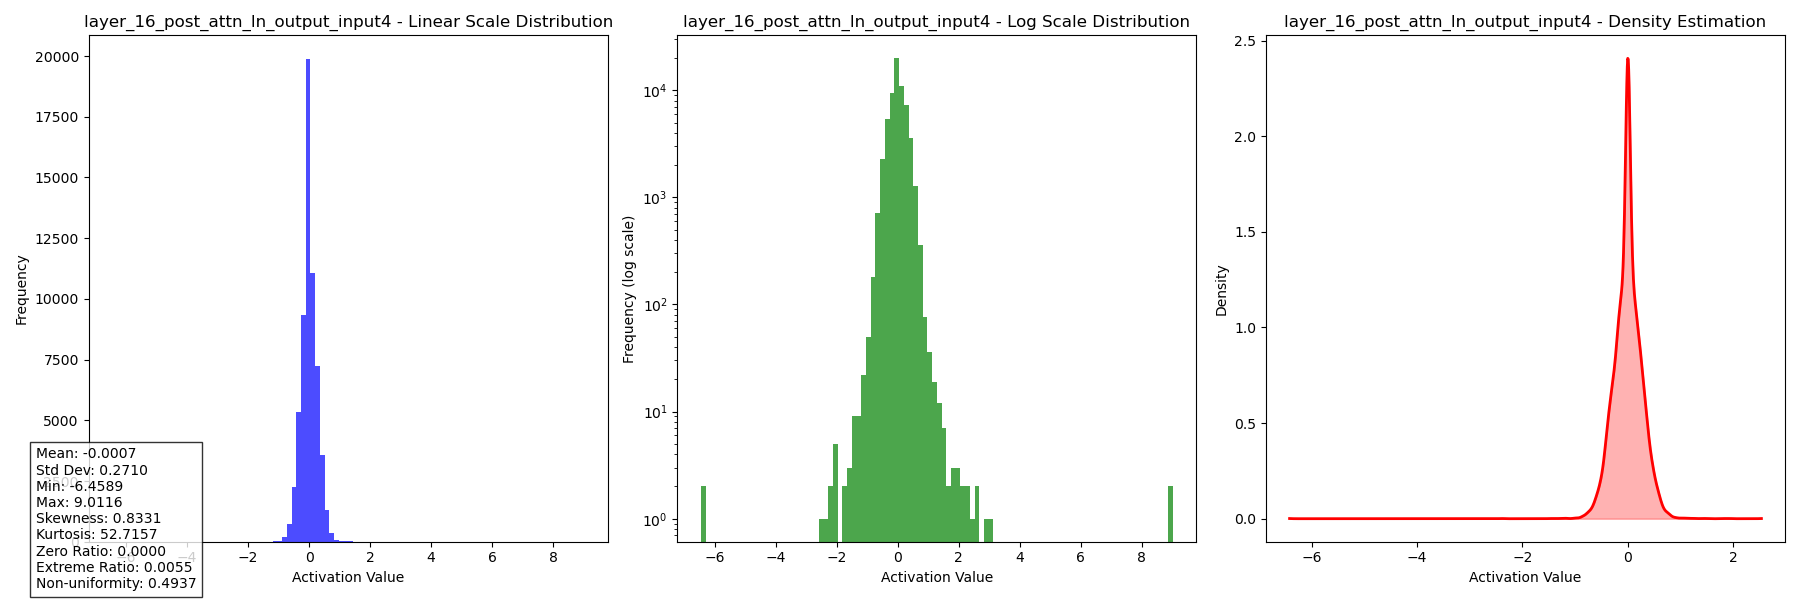 layer_16_post_attn_ln_output_input4 - Linear Scale Distribution
20000
17500
15000
12500
10000
7500
5000
2500
0
Frequency
−6
−4
−2
0
2
4
6
8
Activation Value
Mean: -0.0007
Std Dev: 0.2710
Min: -6.4589
Max: 9.0116
Skewness: 0.8331
Kurtosis: 52.7157
Zero Ratio: 0.0000
Extreme Ratio: 0.0055
Non-uniformity: 0.4937
layer_16_post_attn_ln_output_input4 - Log Scale Distribution
10⁴
10³
10²
10¹
10⁰
Frequency (log scale)
−6
−4
−2
0
2
4
6
8
Activation Value
layer_16_post_attn_ln_output_input4 - Density Estimation
2.5
2.0
1.5
1.0
0.5
0.0
Density
−6
−4
−2
0
2
Activation Value